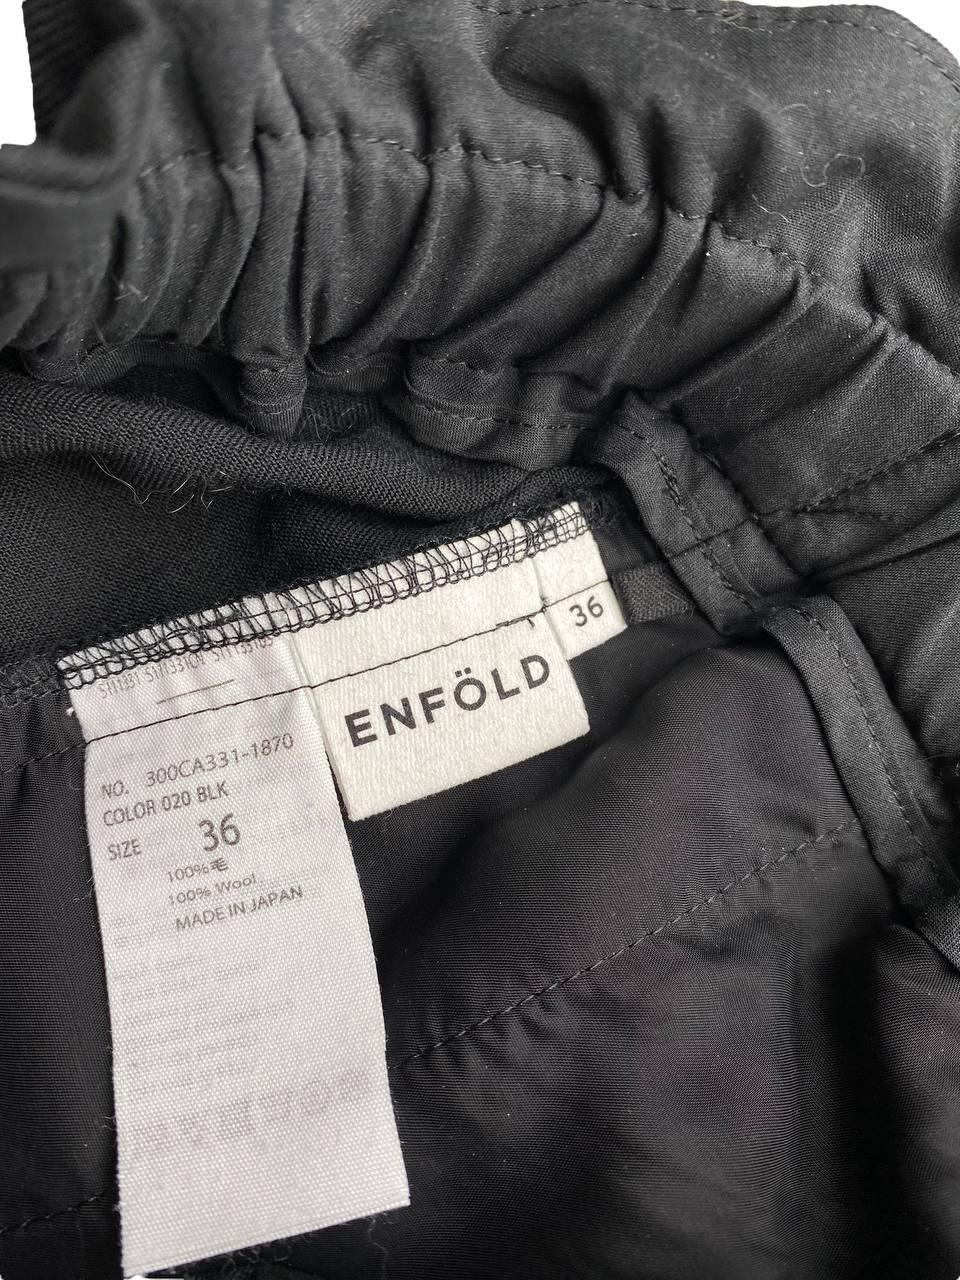 36
ENFÖLD
NO. 300CA331-1870
COLOR 020 BLK
SIZE 36
100%毛
100% Wool
MADE IN JAPAN